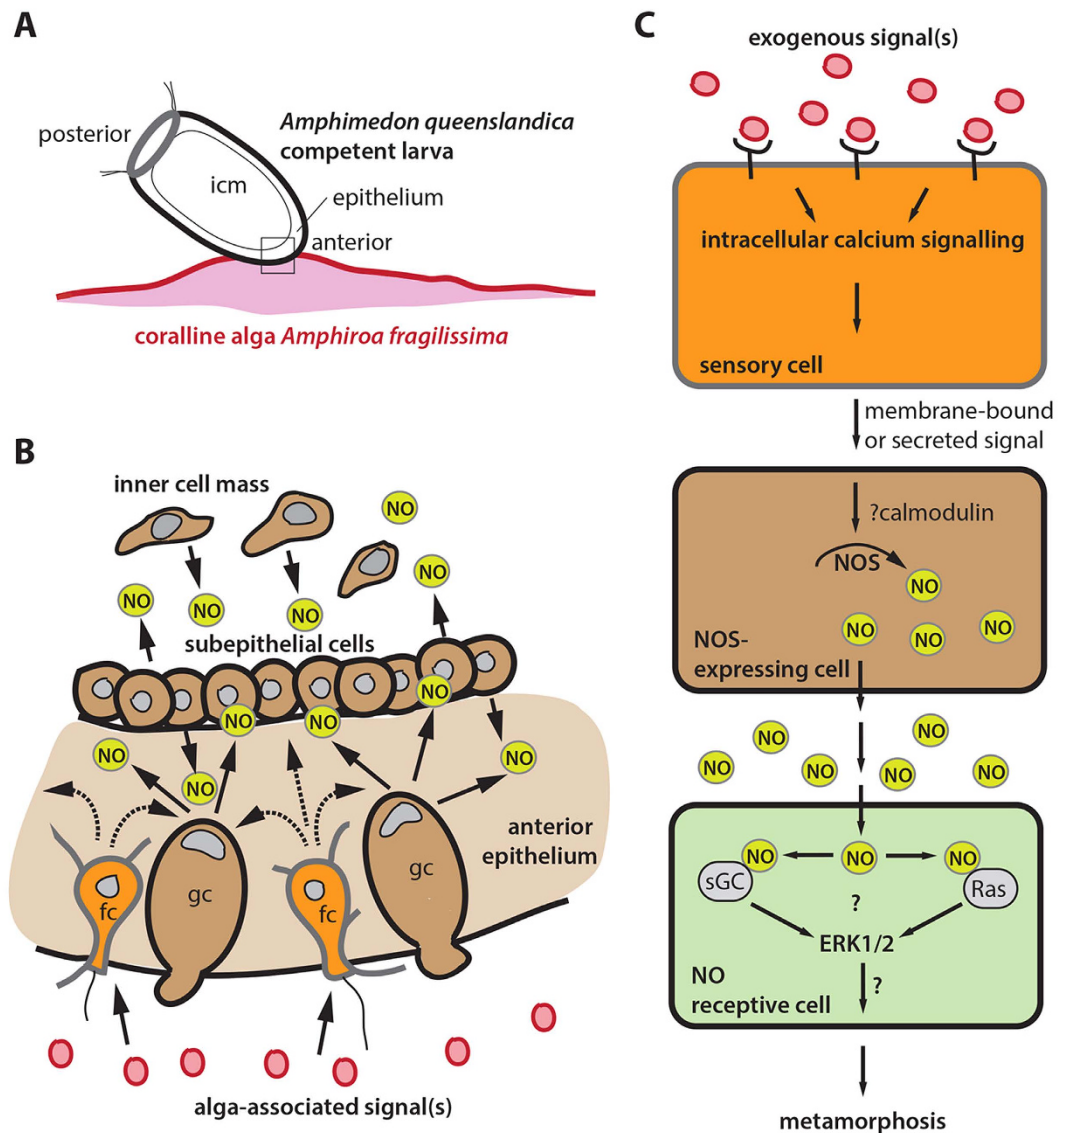 A
posterior
Amphimedon queenslandica
competent larva
icm
epithelium
anterior
coralline alga Amphiroa fragilissima
B
inner cell mass
NO
NO
NO
NO
NO
subepithelial cells
NO
NO
NO
NO
NO
NO
anterior
epithelium
fc
gc
fc
gc
alga-associated signal(s)
C
exogenous signal(s)
intracellular calcium signalling
sensory cell
membrane-bound
or secreted signal
?calmodulin
NOS
NO
NO
NO
NO
NOS-
expressing cell
NO
NO
NO
NO
NO
NO
NO
NO
NO
sGC
Ras
?
ERK1/2
?
NO
receptive cell
metamorphosis